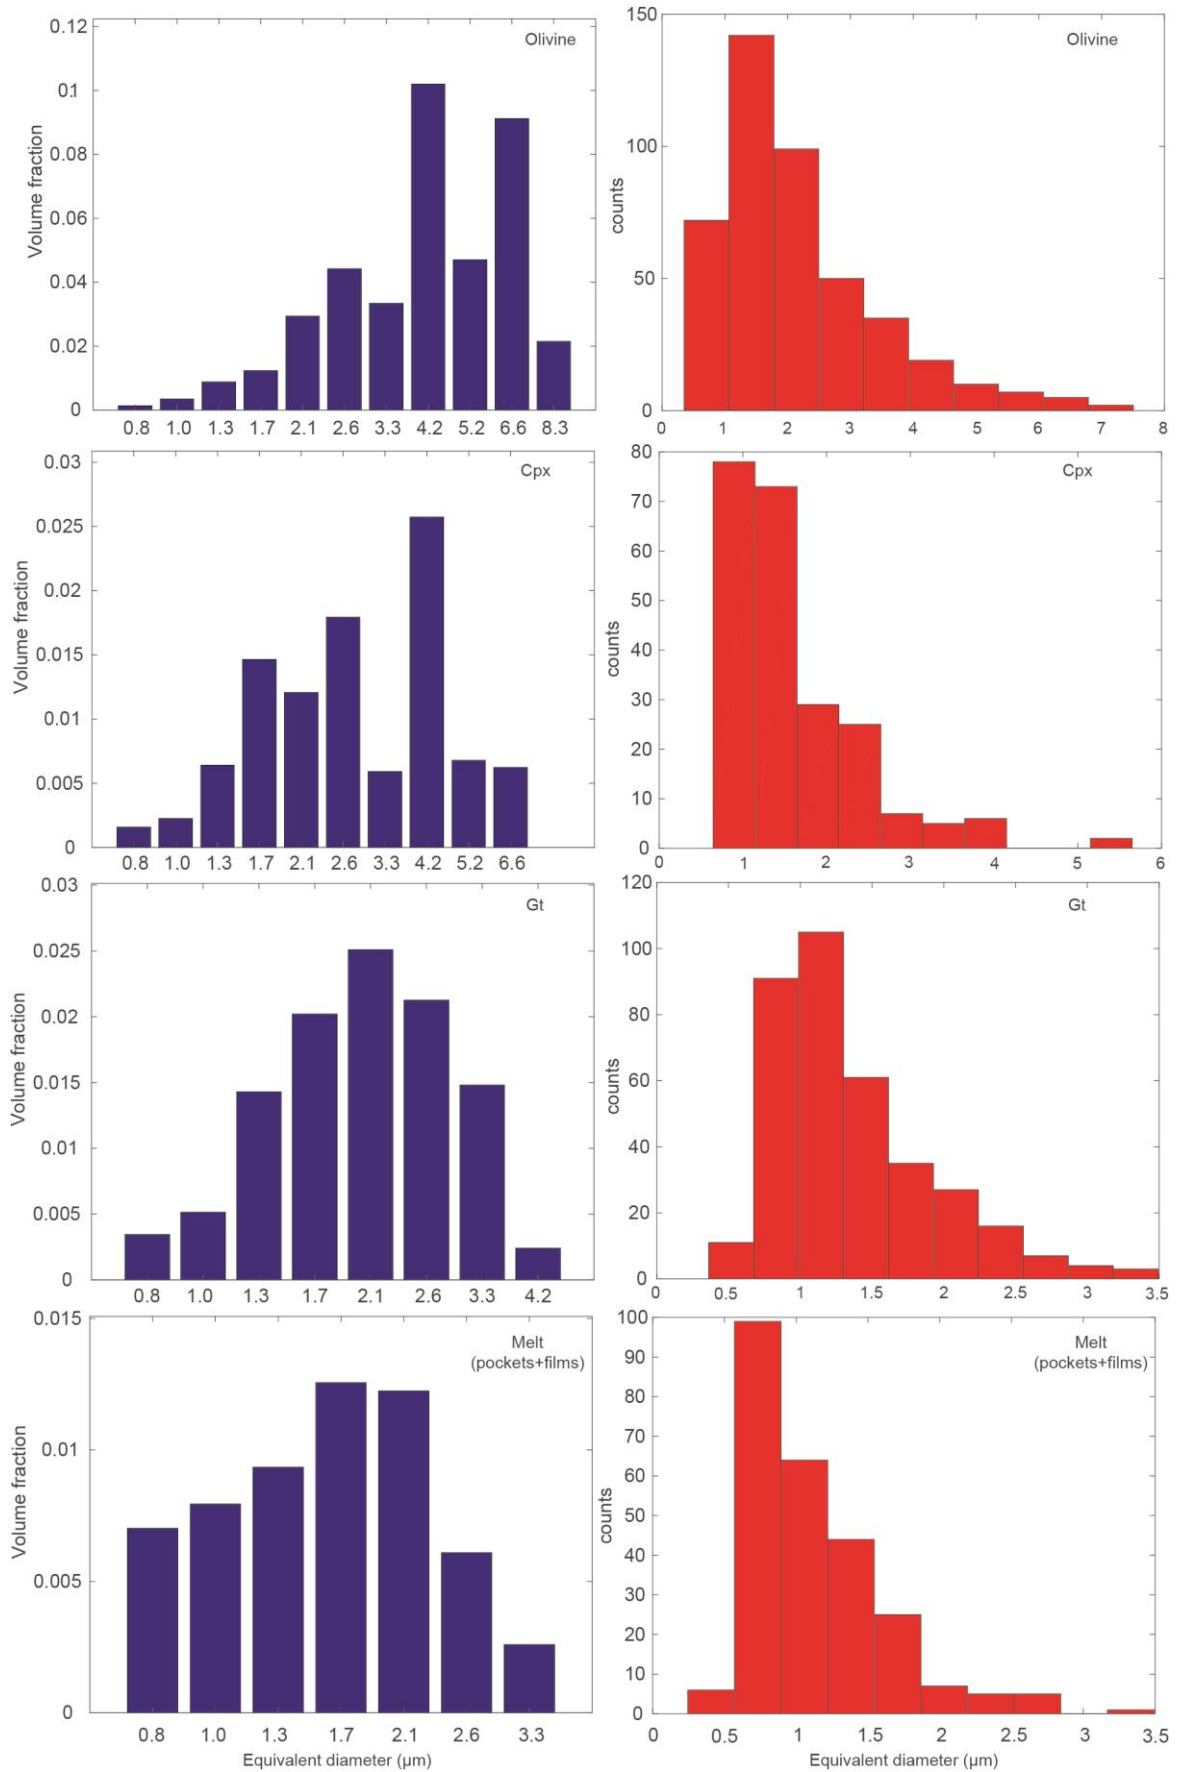 0.12
0.1
0.08
0.06
0.04
0.02
0
Volume fraction
Olivine
0.8 1.0 1.3 1.7 2.1 2.6 3.3 4.2 5.2 6.6 8.3
150
100
50
0
counts
Olivine
0 1 2 3 4 5 6 7 8
0.03
0.025
0.02
0.015
0.01
0.005
0
Volume fraction
Cpx
0.8 1.0 1.3 1.7 2.1 2.6 3.3 4.2 5.2 6.6
80
70
60
50
40
30
20
10
0
counts
Cpx
0 1 2 3 4 5 6
0.03
0.025
0.02
0.015
0.01
0.005
0
Volume fraction
Gt
0.8 1.0 1.3 1.7 2.1 2.6 3.3 4.2
120
100
80
60
40
20
0
counts
Gt
0 0.5 1 1.5 2 2.5 3 3.5
0.015
0.01
0.005
0
Volume fraction
Melt
(pockets+films)
0.8 1.0 1.3 1.7 2.1 2.6 3.3
Equivalent diameter (μm)
100
90
80
70
60
50
40
30
20
10
0
counts
Melt
(pockets+films)
0 0.5 1 1.5 2 2.5 3 3.5
Equivalent diameter (μm)